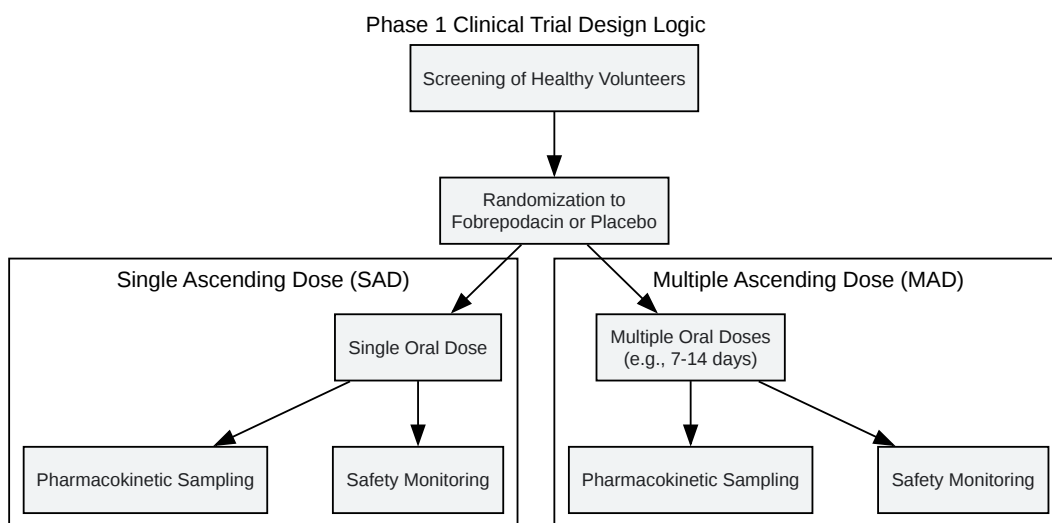 Phase 1 Clinical Trial Design Logic
Screening of Healthy Volunteers
Randomization to
Fobrepodacin or Placebo
Single Ascending Dose (SAD)
Single Oral Dose
Pharmacokinetic Sampling
Safety Monitoring
Multiple Ascending Dose (MAD)
Multiple Oral Doses
(e.g., 7-14 days)
Pharmacokinetic Sampling
Safety Monitoring